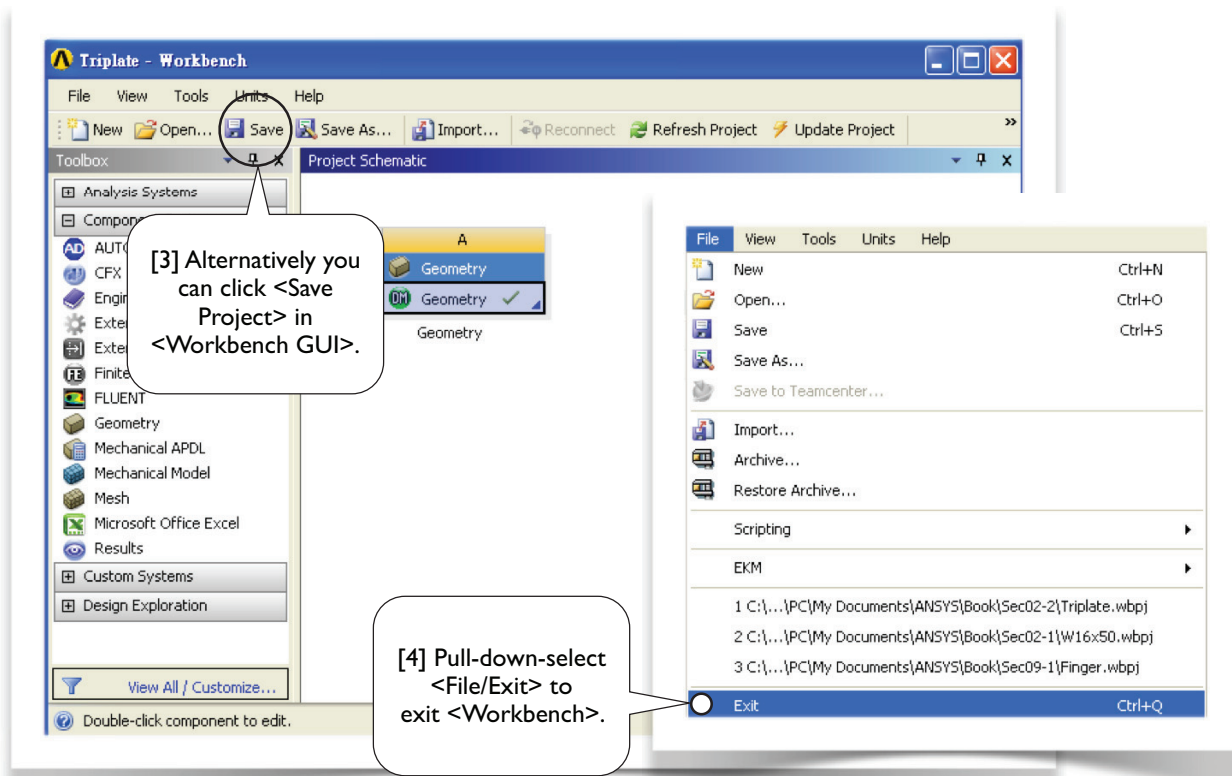 Triplate - Workbench
File View Tools Units Help
New Open... Save Save As... Import... Reconnect Refresh Project Update Project »
Toolbox
Project Schematic
Analysis Systems
Compone
AUTO
CFX
Engin
Exter
Exter
Finite
FLUENT
Geometry
Mechanical APDL
Mechanical Model
Mesh
Microsoft Office Excel
Results
Custom Systems
Design Exploration
View All / Customize...
Double-click component to edit.
[3] Alternatively you
can click <Save
Project> in
<Workbench GUI>.
A
Geometry
DM Geometry
Geometry
[4] Pull-down-select
<File/Exit> to
exit <Workbench>.
File View Tools Units Help
New Ctrl+N
Open... Ctrl+O
Save Ctrl+S
Save As...
Save to Teamcenter...
Import...
Archive...
Restore Archive...
Scripting
EKM
1 C:\...\PC\My Documents\ANSYS\Book\Sec02-2\Triplate.wbpj
2 C:\...\PC\My Documents\ANSYS\Book\Sec02-1\W16x50.wbpj
3 C:\...\PC\My Documents\ANSYS\Book\Sec09-1\Finger.wbpj
Exit Ctrl+Q